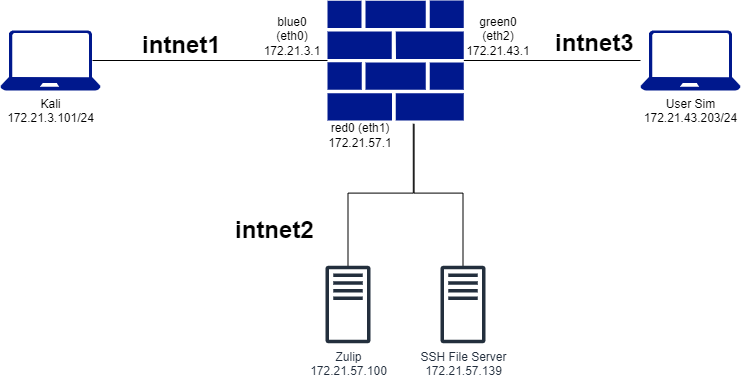 blue0
(eth0)
172.21.3.1
green0
(eth2)
172.21.43.1
intnet1
intnet3
Kali
172.21.3.101/24
User Sim
172.21.43.203/24
red0 (eth1)
172.21.57.1
intnet2
Zulip
172.21.57.100
SSH File Server
172.21.57.139